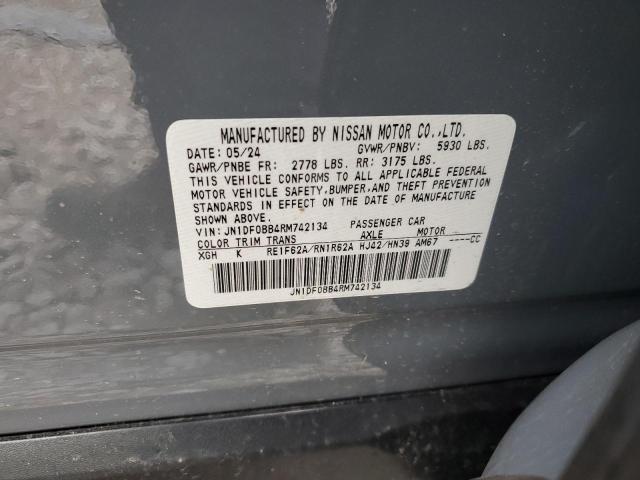 MANUFACTURED BY NISSAN MOTOR CO.,LTD.
DATE: 05/24 GVWR/PNBV: 5930 LBS.
GAWR/PNBE FR: 2778 LBS. RR: 3175 LBS.
THIS VEHICLE CONFORMS TO ALL APPLICABLE FEDERAL
MOTOR VEHICLE SAFETY, BUMPER, AND THEFT PREVENTION
STANDARDS IN EFFECT ON THE DATE OF MANUFACTURE
SHOWN ABOVE.
VIN: JN1DF0BB4RM742134 PASSENGER CAR
COLOR TRIM TRANS AXLE MOTOR
XGH K RE1F62A/RN1R62A HJ42/HN39 AM67 ----CC
JN1DF0BB4RM742134